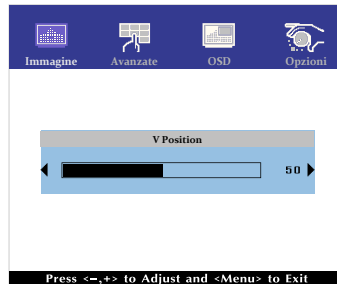 Immagine Avanzate OSD Opzioni
V Position
50
Press <−,+> to Adjust and <Menu> to Exit